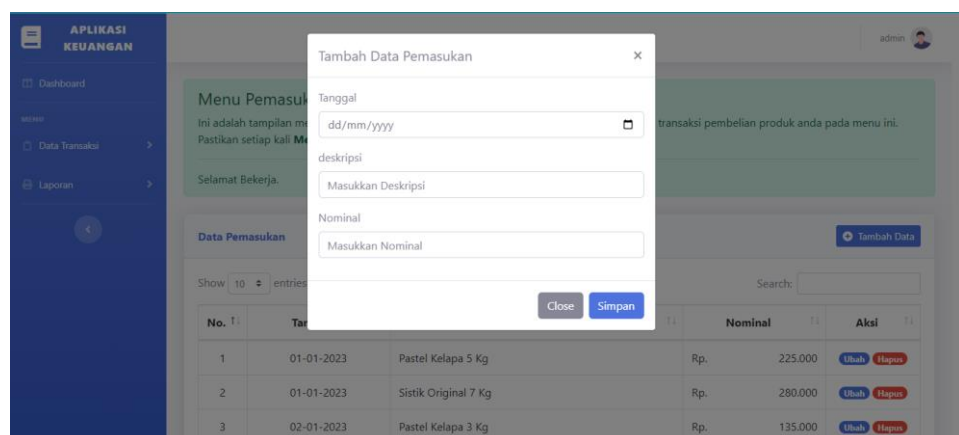 APLIKASI
KEUANGAN
admin
Dashboard
MENU
Data Transaksi
Laporan
Tambah Data Pemasukan
×
Tanggal
dd/mm/yyyy
deskripsi
Masukkan Deskripsi
Nominal
Masukkan Nominal
Close Simpan
Menu
Ini adalah tampilan transaksi pembelian produk anda pada menu ini.
Pastikan setiap kali
Selamat Bekerja.
Data Pemasukan
Tambah Data
Show 10 entries Search:
No. Nominal Aksi
1 01-01-2023 Pastel Kelapa 5 Kg Rp. 225.000 Ubah Hapus
2 01-01-2023 Sistik Original 7 Kg Rp. 280.000 Ubah Hapus
3 02-01-2023 Pastel Kelapa 3 Kg Rp. 135.000 Ubah Hapus